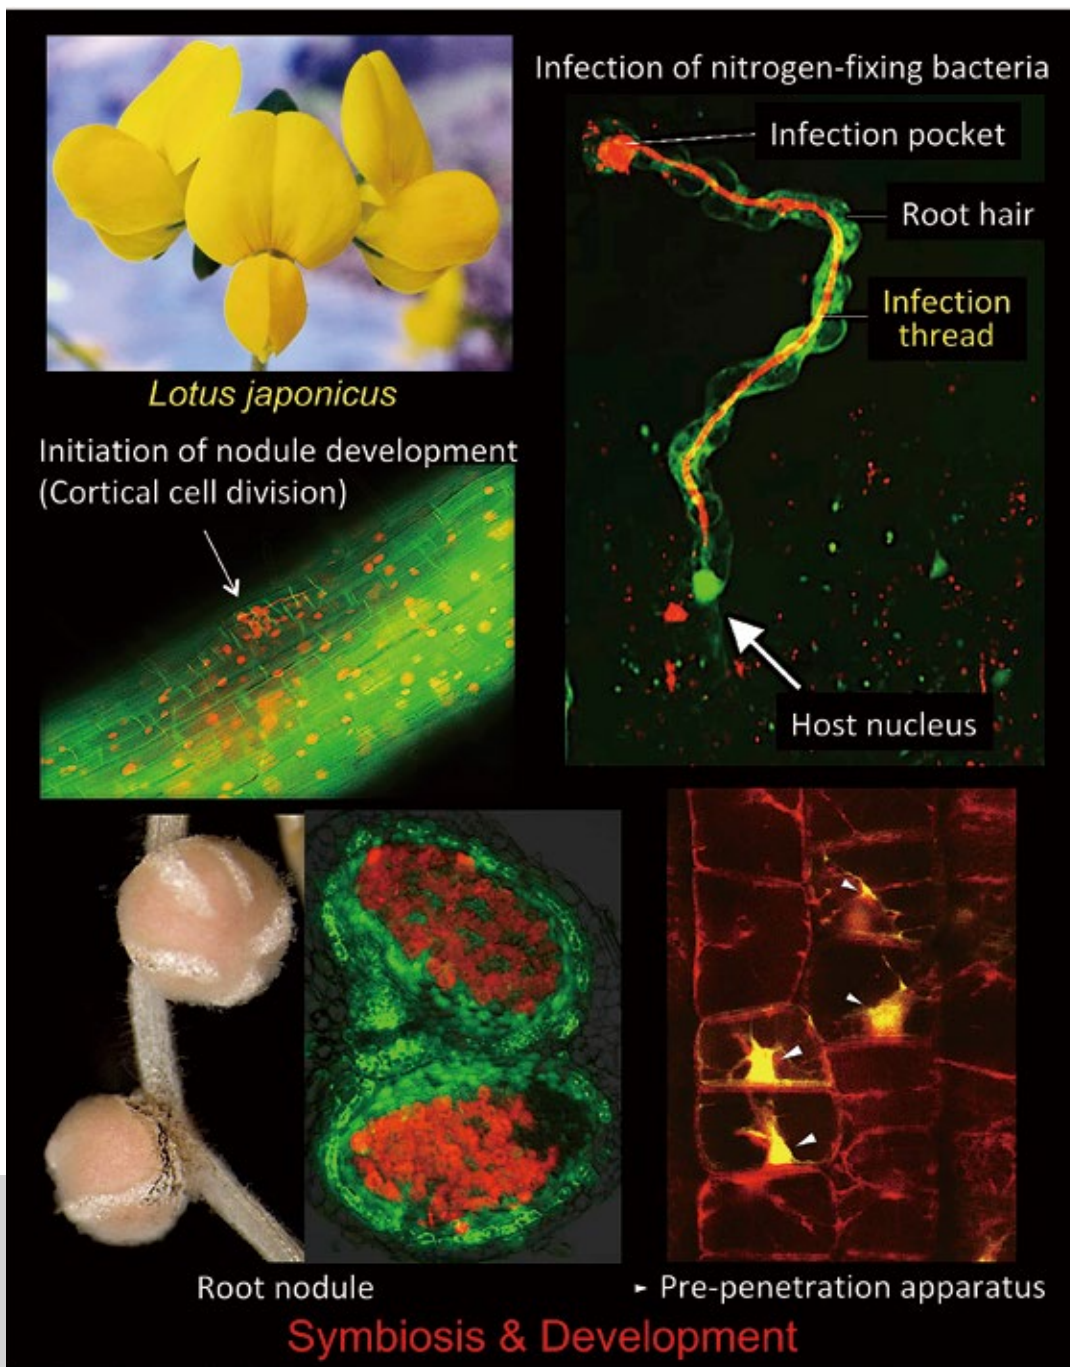 Infection of nitrogen-fixing bacteria
Infection pocket
Root hair
Infection
thread
Host nucleus
Lotus japonicus
Initiation of nodule development
(Cortical cell division)
Root nodule
► Pre-penetration apparatus
Symbiosis & Development